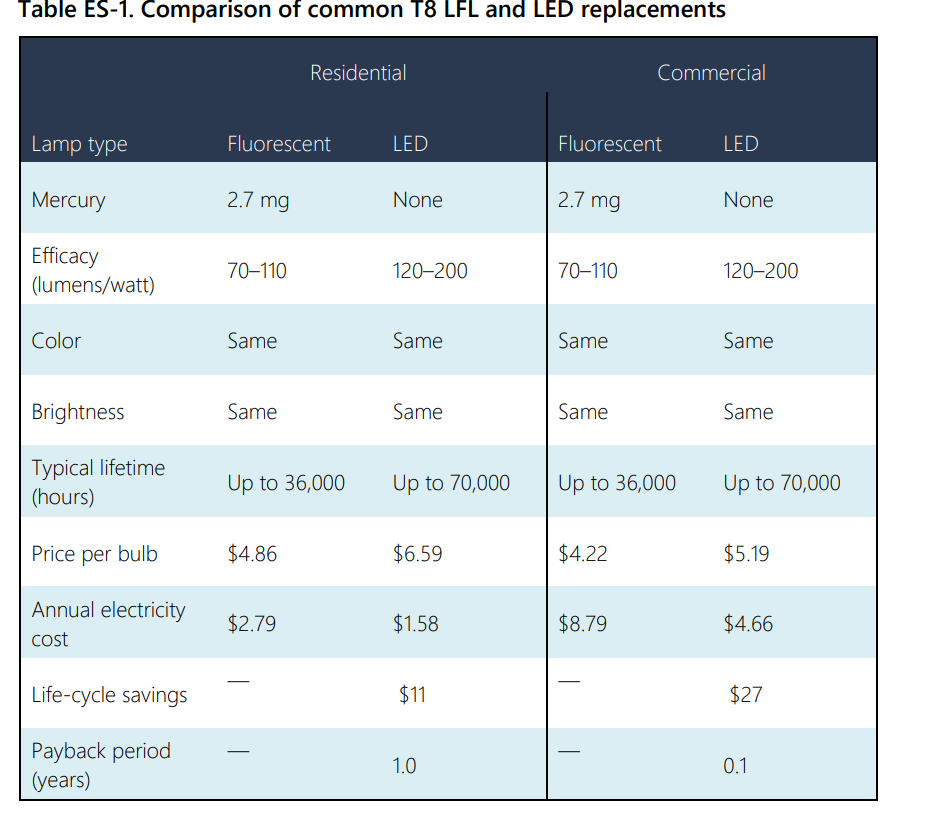 Table ES-1. Comparison of common T8 LFL and LED replacements
Residential Commercial
Lamp type Fluorescent LED Fluorescent LED
Mercury 2.7 mg None 2.7 mg None
Efficacy
(lumens/watt) 70–110 120–200 70–110 120–200
Color Same Same Same Same
Brightness Same Same Same Same
Typical lifetime
(hours) Up to 36,000 Up to 70,000 Up to 36,000 Up to 70,000
Price per bulb $4.86 $6.59 $4.22 $5.19
Annual electricity
cost $2.79 $1.58 $8.79 $4.66
Life-cycle savings — $11 — $27
Payback period
(years) — 1.0 — 0.1